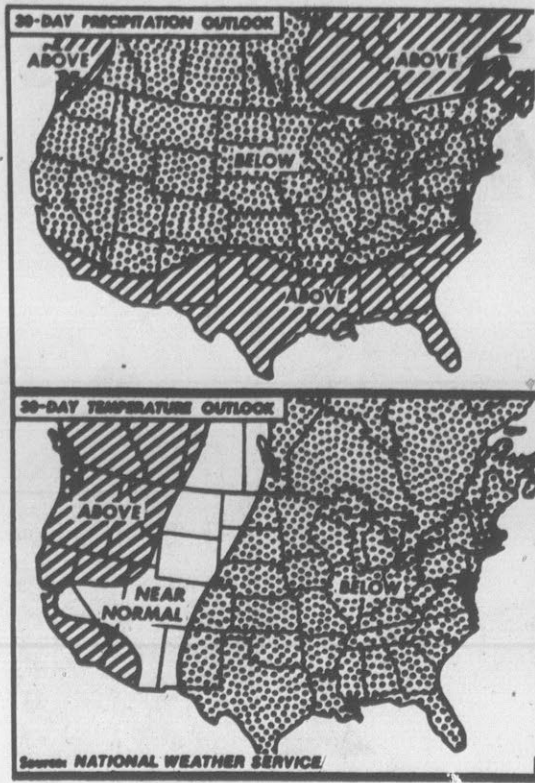 30-DAY PRECIPITATION OUTLOOK
ABOVE
ABOVE
BELOW
ABOVE
30-DAY TEMPERATURE OUTLOOK
ABOVE
BELOW
NEAR
NORMAL
Source: NATIONAL WEATHER SERVICE